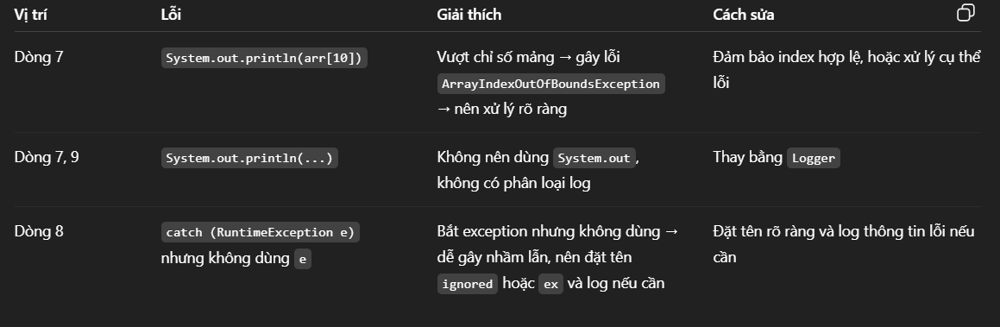 Vị trí Lỗi Giải thích Cách sửa
Dòng 7 System.out.println(arr[10]) Vượt chỉ số mảng → gây lỗi Đảm bảo index hợp lệ, hoặc xử lý cụ thể
ArrayIndexOutOfBoundsException lỗi
→ nên xử lý rõ ràng
Dòng 7, 9 System.out.println(...) Không nên dùng System.out, Thay bằng Logger
không có phân loại log
Dòng 8 catch (RuntimeException e) Bắt exception nhưng không dùng → Đặt tên rõ ràng và log thông tin lỗi nếu
nhưng không dùng e dễ gây nhầm lẫn, nên đặt tên cần
ignored hoặc ex và log nếu cần